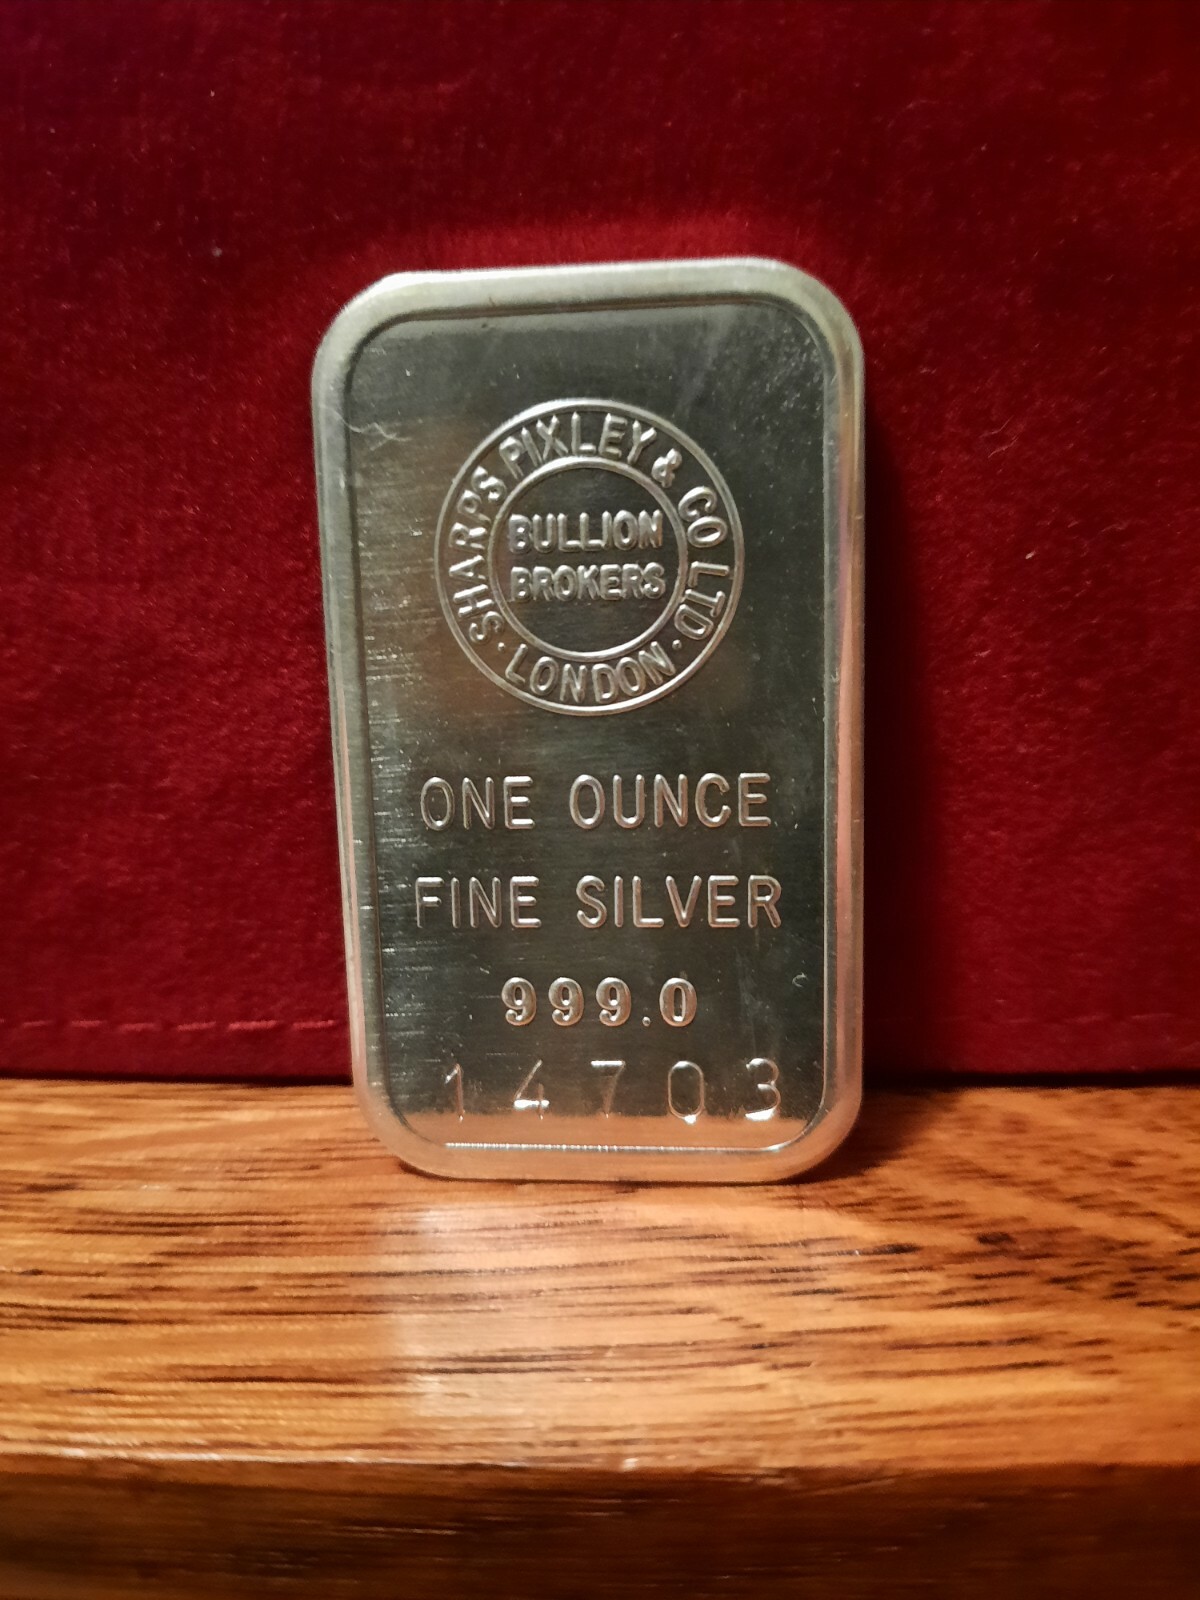 SHARPS PIXLEY & CO LTD · LONDON ·
BULLION
BROKERS
ONE OUNCE
FINE SILVER
999.0
14703